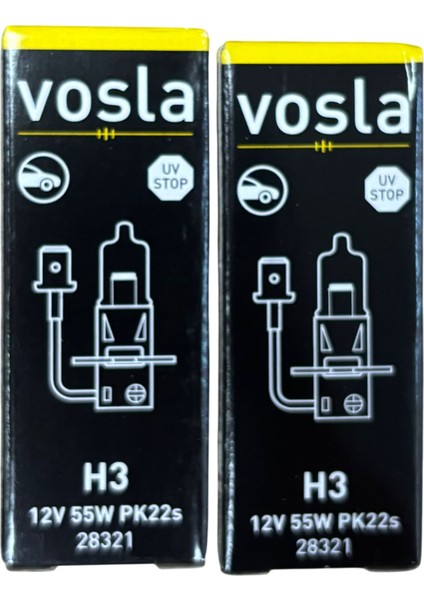 vosla
UV
STOP
H3
12V 55W PK22s
28321
vosla
UV
STOP
H3
12V 55W PK22s
28321